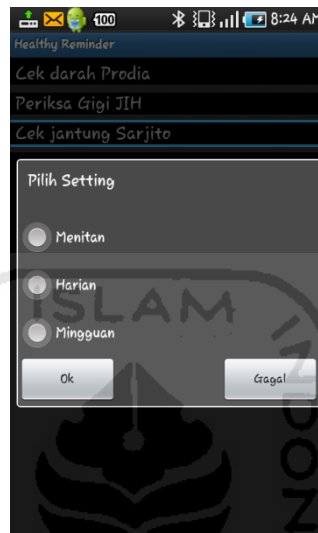 100 8:24 AM
Healthy Reminder
Cek darah Prodia
Periksa Gigi JIH
Cek jantung Sarjito
Pilih Setting
Menitan
Harian
ISLAM
Mingguan
Ok Gagal
INDON